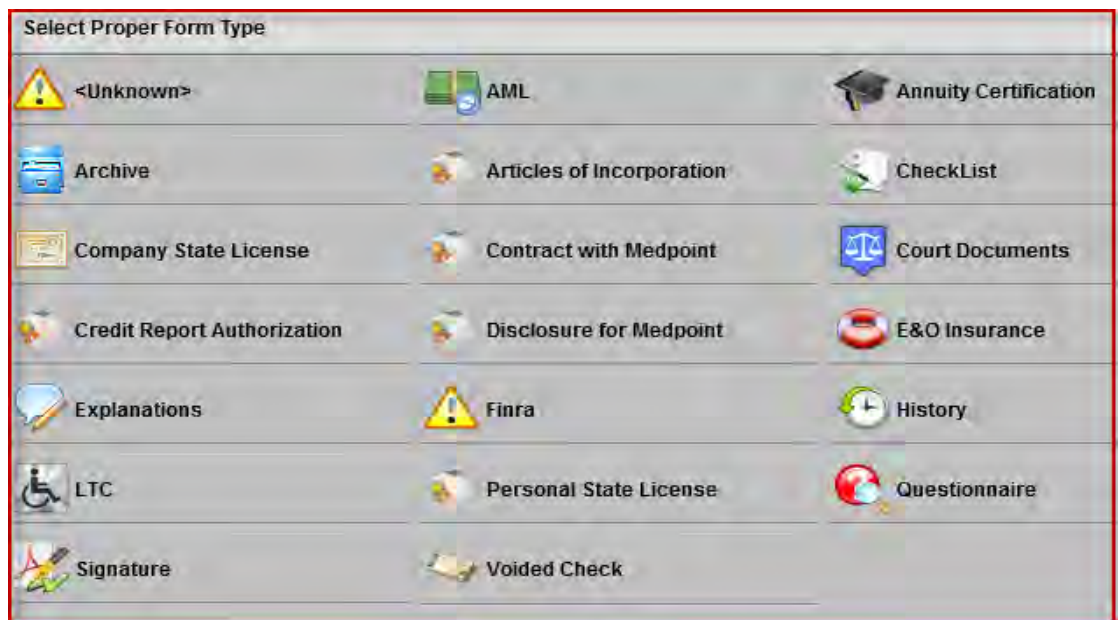 Select Proper Form Type
<Unknown>
AML
Annuity Certification
Archive
Articles of Incorporation
CheckList
Company State License
Contract with Medpoint
Court Documents
Credit Report Authorization
Disclosure for Medpoint
E&O Insurance
Explanations
Finra
History
LTC
Personal State License
Questionnaire
Signature
Voided Check